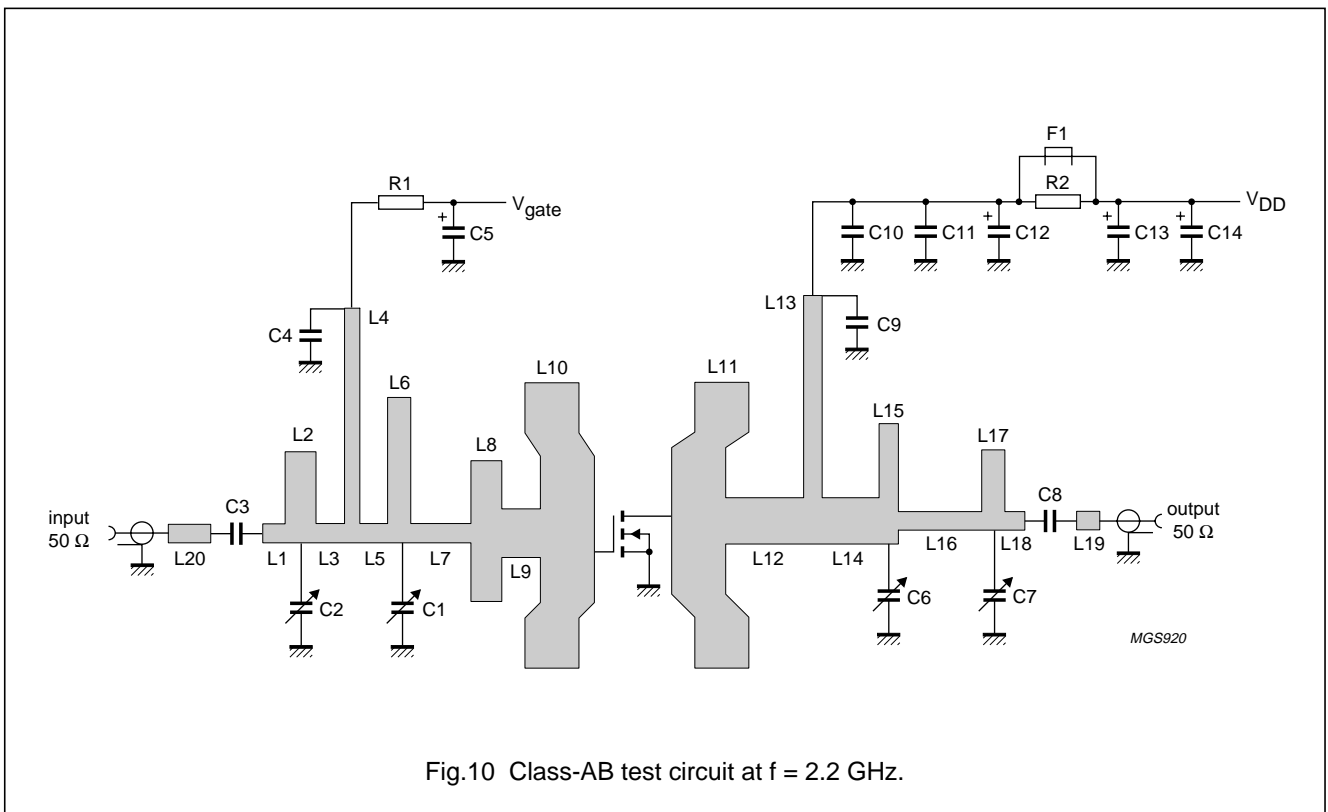 F1
R1
R2
V gate
V DD
+
C5
C10
C11
+
C12
+
C13
+
C14
L13
C9
C4
L4
L6
L10
L11
L15
L2
L8
L17
C3
C8
input
50 Ω
output
50 Ω
L20
L1
L3
L5
L7
L9
L12
L14
L16
L18
L19
C2
C1
C6
C7
MGS920
Fig.10 Class-AB test circuit at f = 2.2 GHz.